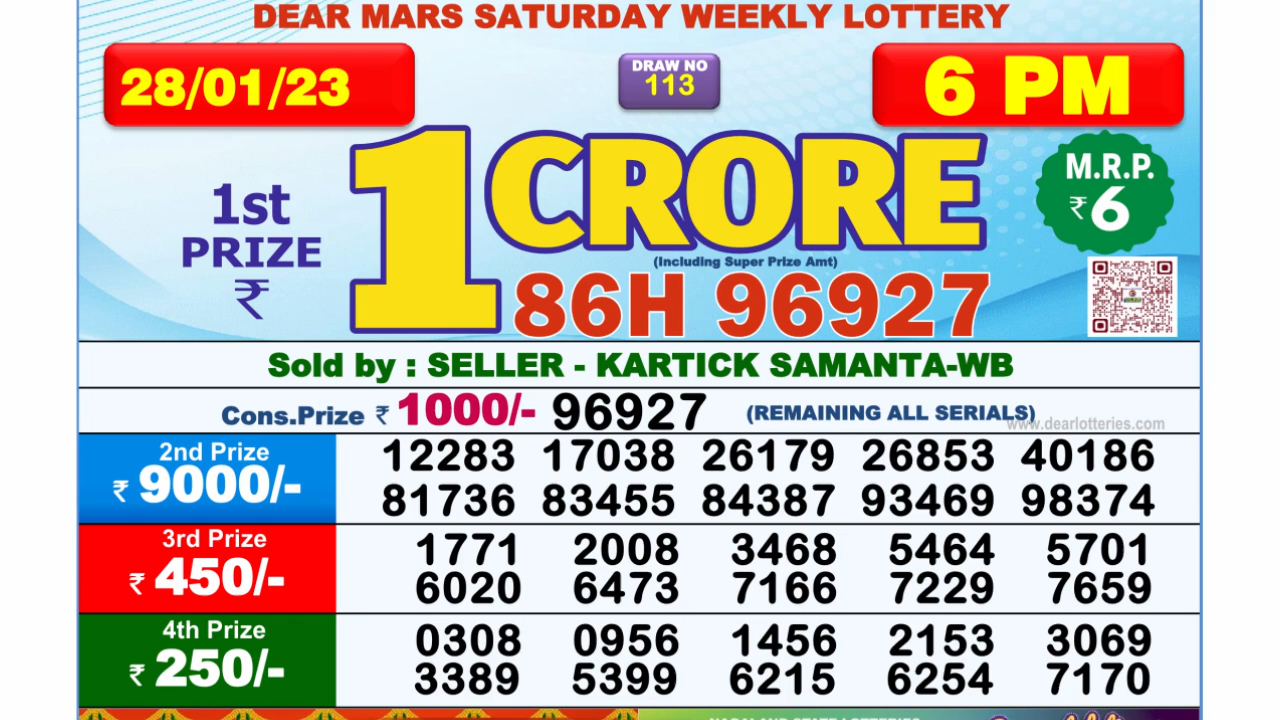 DEAR MARS SATURDAY WEEKLY LOTTERY
28/01/23
DRAW NO
113
6 PM
1st
PRIZE
₹
1 CRORE
(Including Super Prize Amt)
86H 96927
M.R.P.
₹6
Sold by : SELLER - KARTICK SAMANTA-WB
Cons.Prize ₹ 1000/- 96927 (REMAINING ALL SERIALS)
www.dearlotteries.com
2nd Prize
₹ 9000/-
12283 17038 26179 26853 40186
81736 83455 84387 93469 98374
3rd Prize
₹ 450/-
1771 2008 3468 5464 5701
6020 6473 7166 7229 7659
4th Prize
₹ 250/-
0308 0956 1456 2153 3069
3389 5399 6215 6254 7170
NAGALAND STATE LOTTERIES